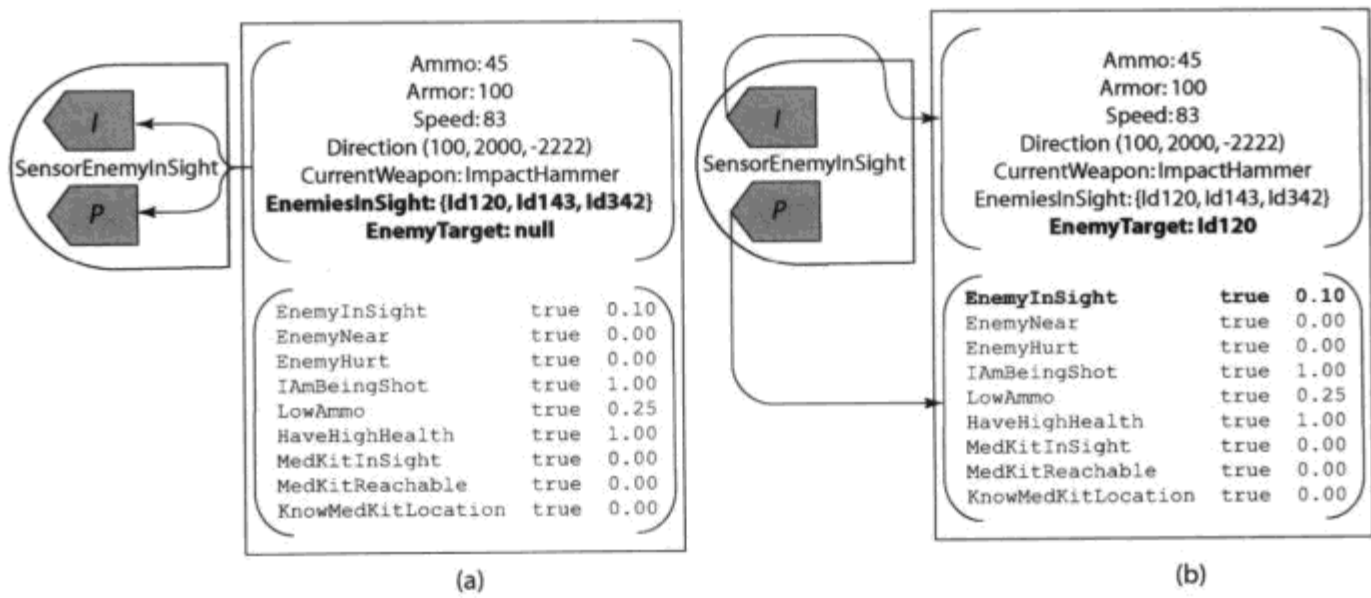 I
SensorEnemyInSight
P
Ammo: 45
Armor: 100
Speed: 83
Direction (100, 2000, -2222)
CurrentWeapon: ImpactHammer
EnemiesInSight: {Id120, Id143, Id342}
EnemyTarget: null
EnemyInSight true 0.10
EnemyNear true 0.00
EnemyHurt true 0.00
IAmBeingShot true 1.00
LowAmmo true 0.25
HaveHighHealth true 1.00
MedKitInSight true 0.00
MedKitReachable true 0.00
KnowMedKitLocation true 0.00
(a)
I
SensorEnemyInSight
P
Ammo: 45
Armor: 100
Speed: 83
Direction (100, 2000, -2222)
CurrentWeapon: ImpactHammer
EnemiesInSight: {Id120, Id143, Id342}
EnemyTarget: Id120
EnemyInSight true 0.10
EnemyNear true 0.00
EnemyHurt true 0.00
IAmBeingShot true 1.00
LowAmmo true 0.25
HaveHighHealth true 1.00
MedKitInSight true 0.00
MedKitReachable true 0.00
KnowMedKitLocation true 0.00
(b)